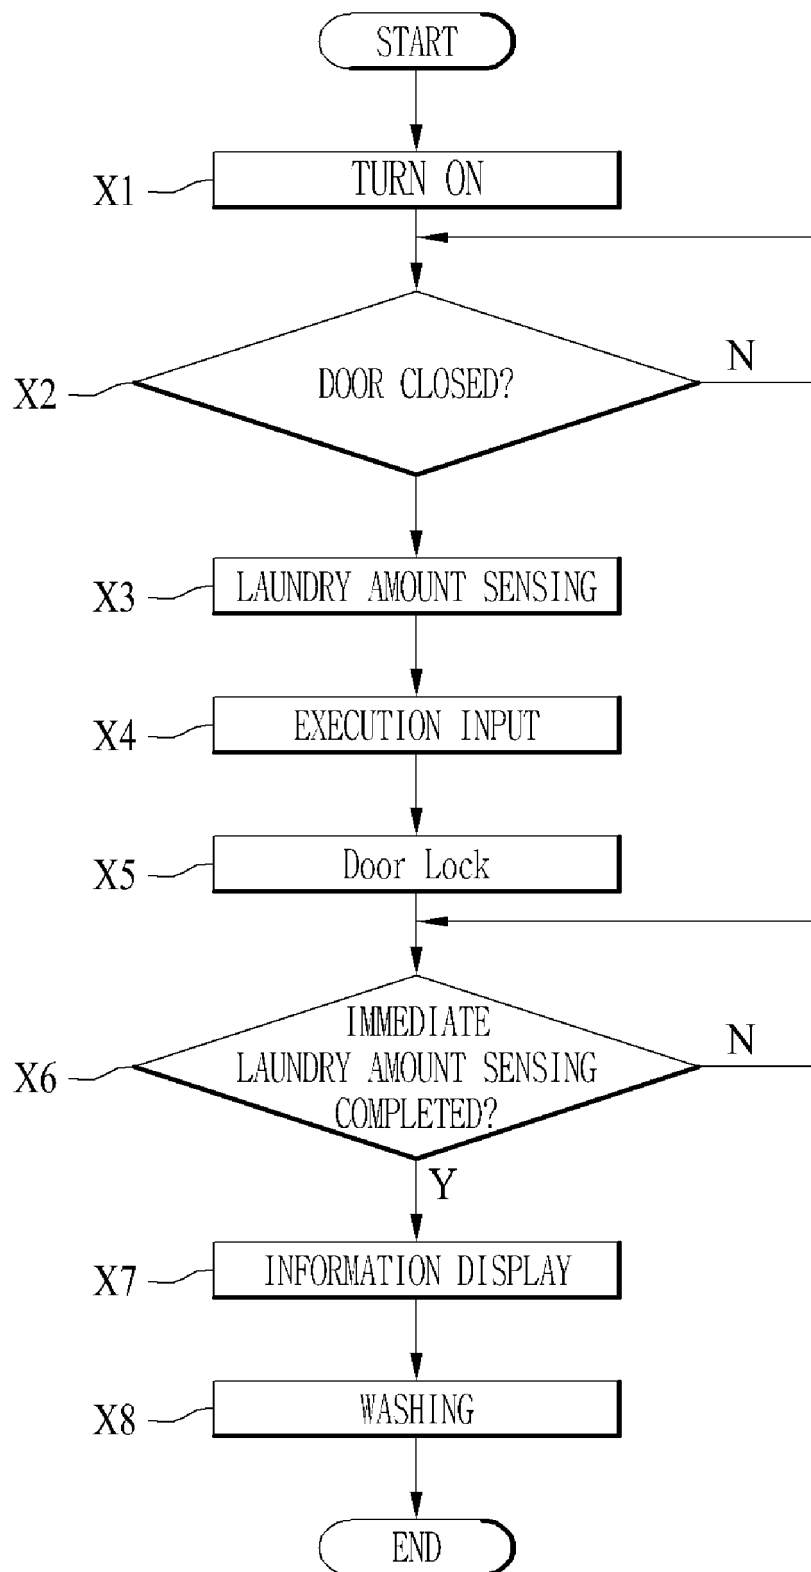 START
X1
TURN ON
X2
DOOR CLOSED?
N
X3
LAUNDRY AMOUNT SENSING
X4
EXECUTION INPUT
X5
Door Lock
X6
IMMEDIATE
LAUNDRY AMOUNT SENSING
COMPLETED?
N
Y
X7
INFORMATION DISPLAY
X8
WASHING
END